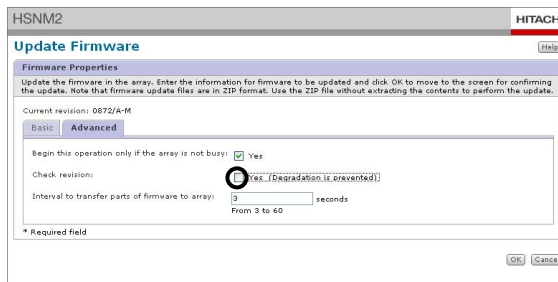 HSNM2
HITACH
Update Firmware
Help
Firmware Properties
Update the firmware in the array. Enter the information for firmware to be updated and click OK to move to the screen for confirming
the update. Note that firmware update files are in ZIP format. Use the ZIP file without extracting the contents to perform the update.
Current revision: 0872/A-M
Basic Advanced
Begin this operation only if the array is not busy: Yes
Check revision: Yes (Degradation is prevented)
Interval to transfer parts of firmware to array: 3 seconds
From 3 to 60
* Required field
OK Cance